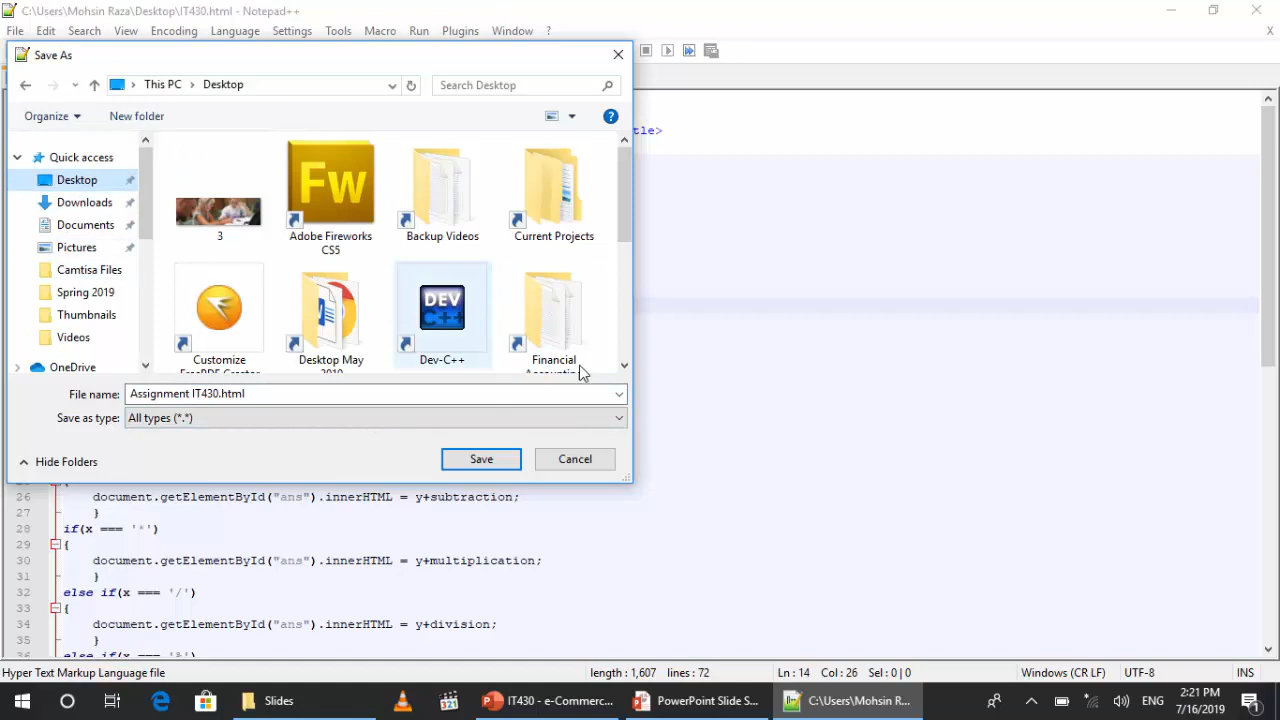 C:\Users\Mohsin Raza\Desktop\IT430.html - Notepad++
File Edit Search View Encoding Language Settings Tools Macro Run Plugins Window ? X
Save As
This PC > Desktop
Search Desktop
Organize New folder
Quick access
Desktop
Downloads
Documents
Pictures
Camtisa Files
Spring 2019
Thumbnails
Videos
OneDrive
3
Fw
Adobe Fireworks
CS5
Backup Videos
Current Projects
Customize
Desktop May
2019
DEV
C++
Dev-C++
Financial
File name: Assignment IT430.html
Save as type: All types (*.*)
Hide Folders
Save Cancel
tle>
26 document.getElementById("ans").innerHTML = y+subtraction;
27 }
28 if(x === '*')
29 {
30 document.getElementById("ans").innerHTML = y+multiplication;
31 }
32 else if(x === '/')
33 {
34 document.getElementById("ans").innerHTML = y+division;
35 }
Hyper Text Markup Language file length : 1,607 lines : 72 Ln : 14 Col : 26 Sel : 0 | 0 Windows (CR LF) UTF-8 INS
Slides
321
IT430 - e-Commerc...
PowerPoint Slide S...
C:\Users\Mohsin Ra...
ENG
2:21 PM
7/16/2019
1